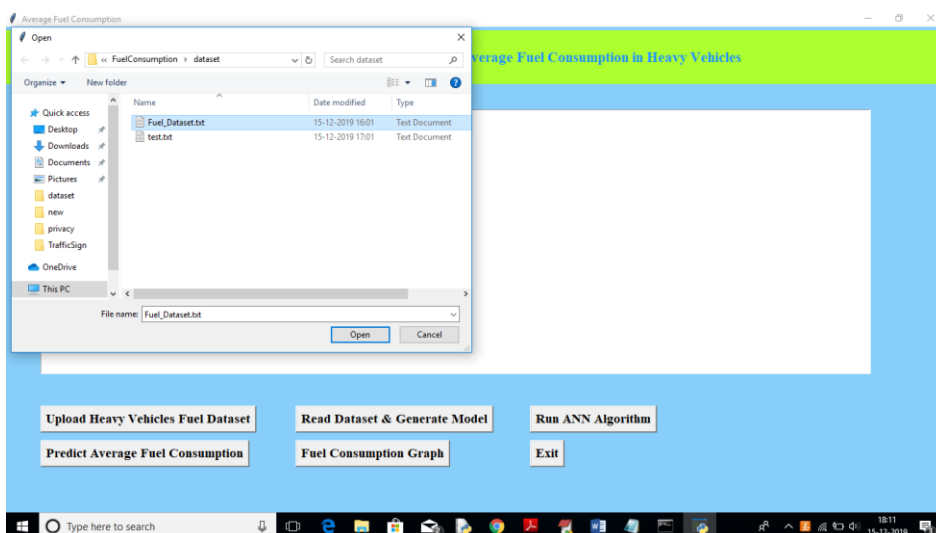 Average Fuel Consumption
Open
verage Fuel Consumption in Heavy Vehicles
« FuelConsumption › dataset
Search dataset
Organize
New folder
Name
Date modified
Type
Quick access
Fuel_Dataset.txt 15-12-2019 16:01 Text Document
Desktop
test.txt 15-12-2019 17:01 Text Document
Downloads
Documents
Pictures
dataset
new
privacy
TrafficSign
OneDrive
This PC
File name: Fuel_Dataset.txt
Open
Cancel
Upload Heavy Vehicles Fuel Dataset
Read Dataset & Generate Model
Run ANN Algorithm
Predict Average Fuel Consumption
Fuel Consumption Graph
Exit
Type here to search
18:11
15-12-2019